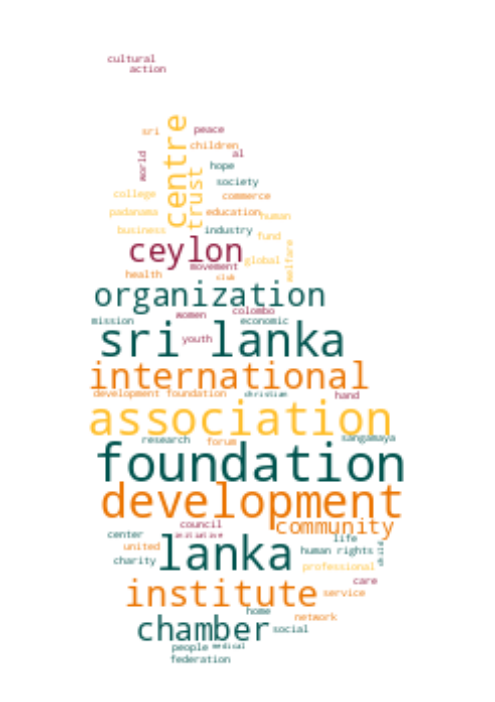 cultural
action
sri
peace
centre
children
al
world
hope
trust
society
college
commerce
padanama
education
human
business
industry
fund
ceylon
welfare
movement
global
health
club
organization
women
colombo
mission
economic
sri lanka
youth
international
development foundation
christian
hand
association
research
forum
sangamaya
foundation
development
council
community
center
initiative
life
united
lanka
human rights
child
charity
professional
care
institute
service
home
network
chamber
social
people
medical
federation